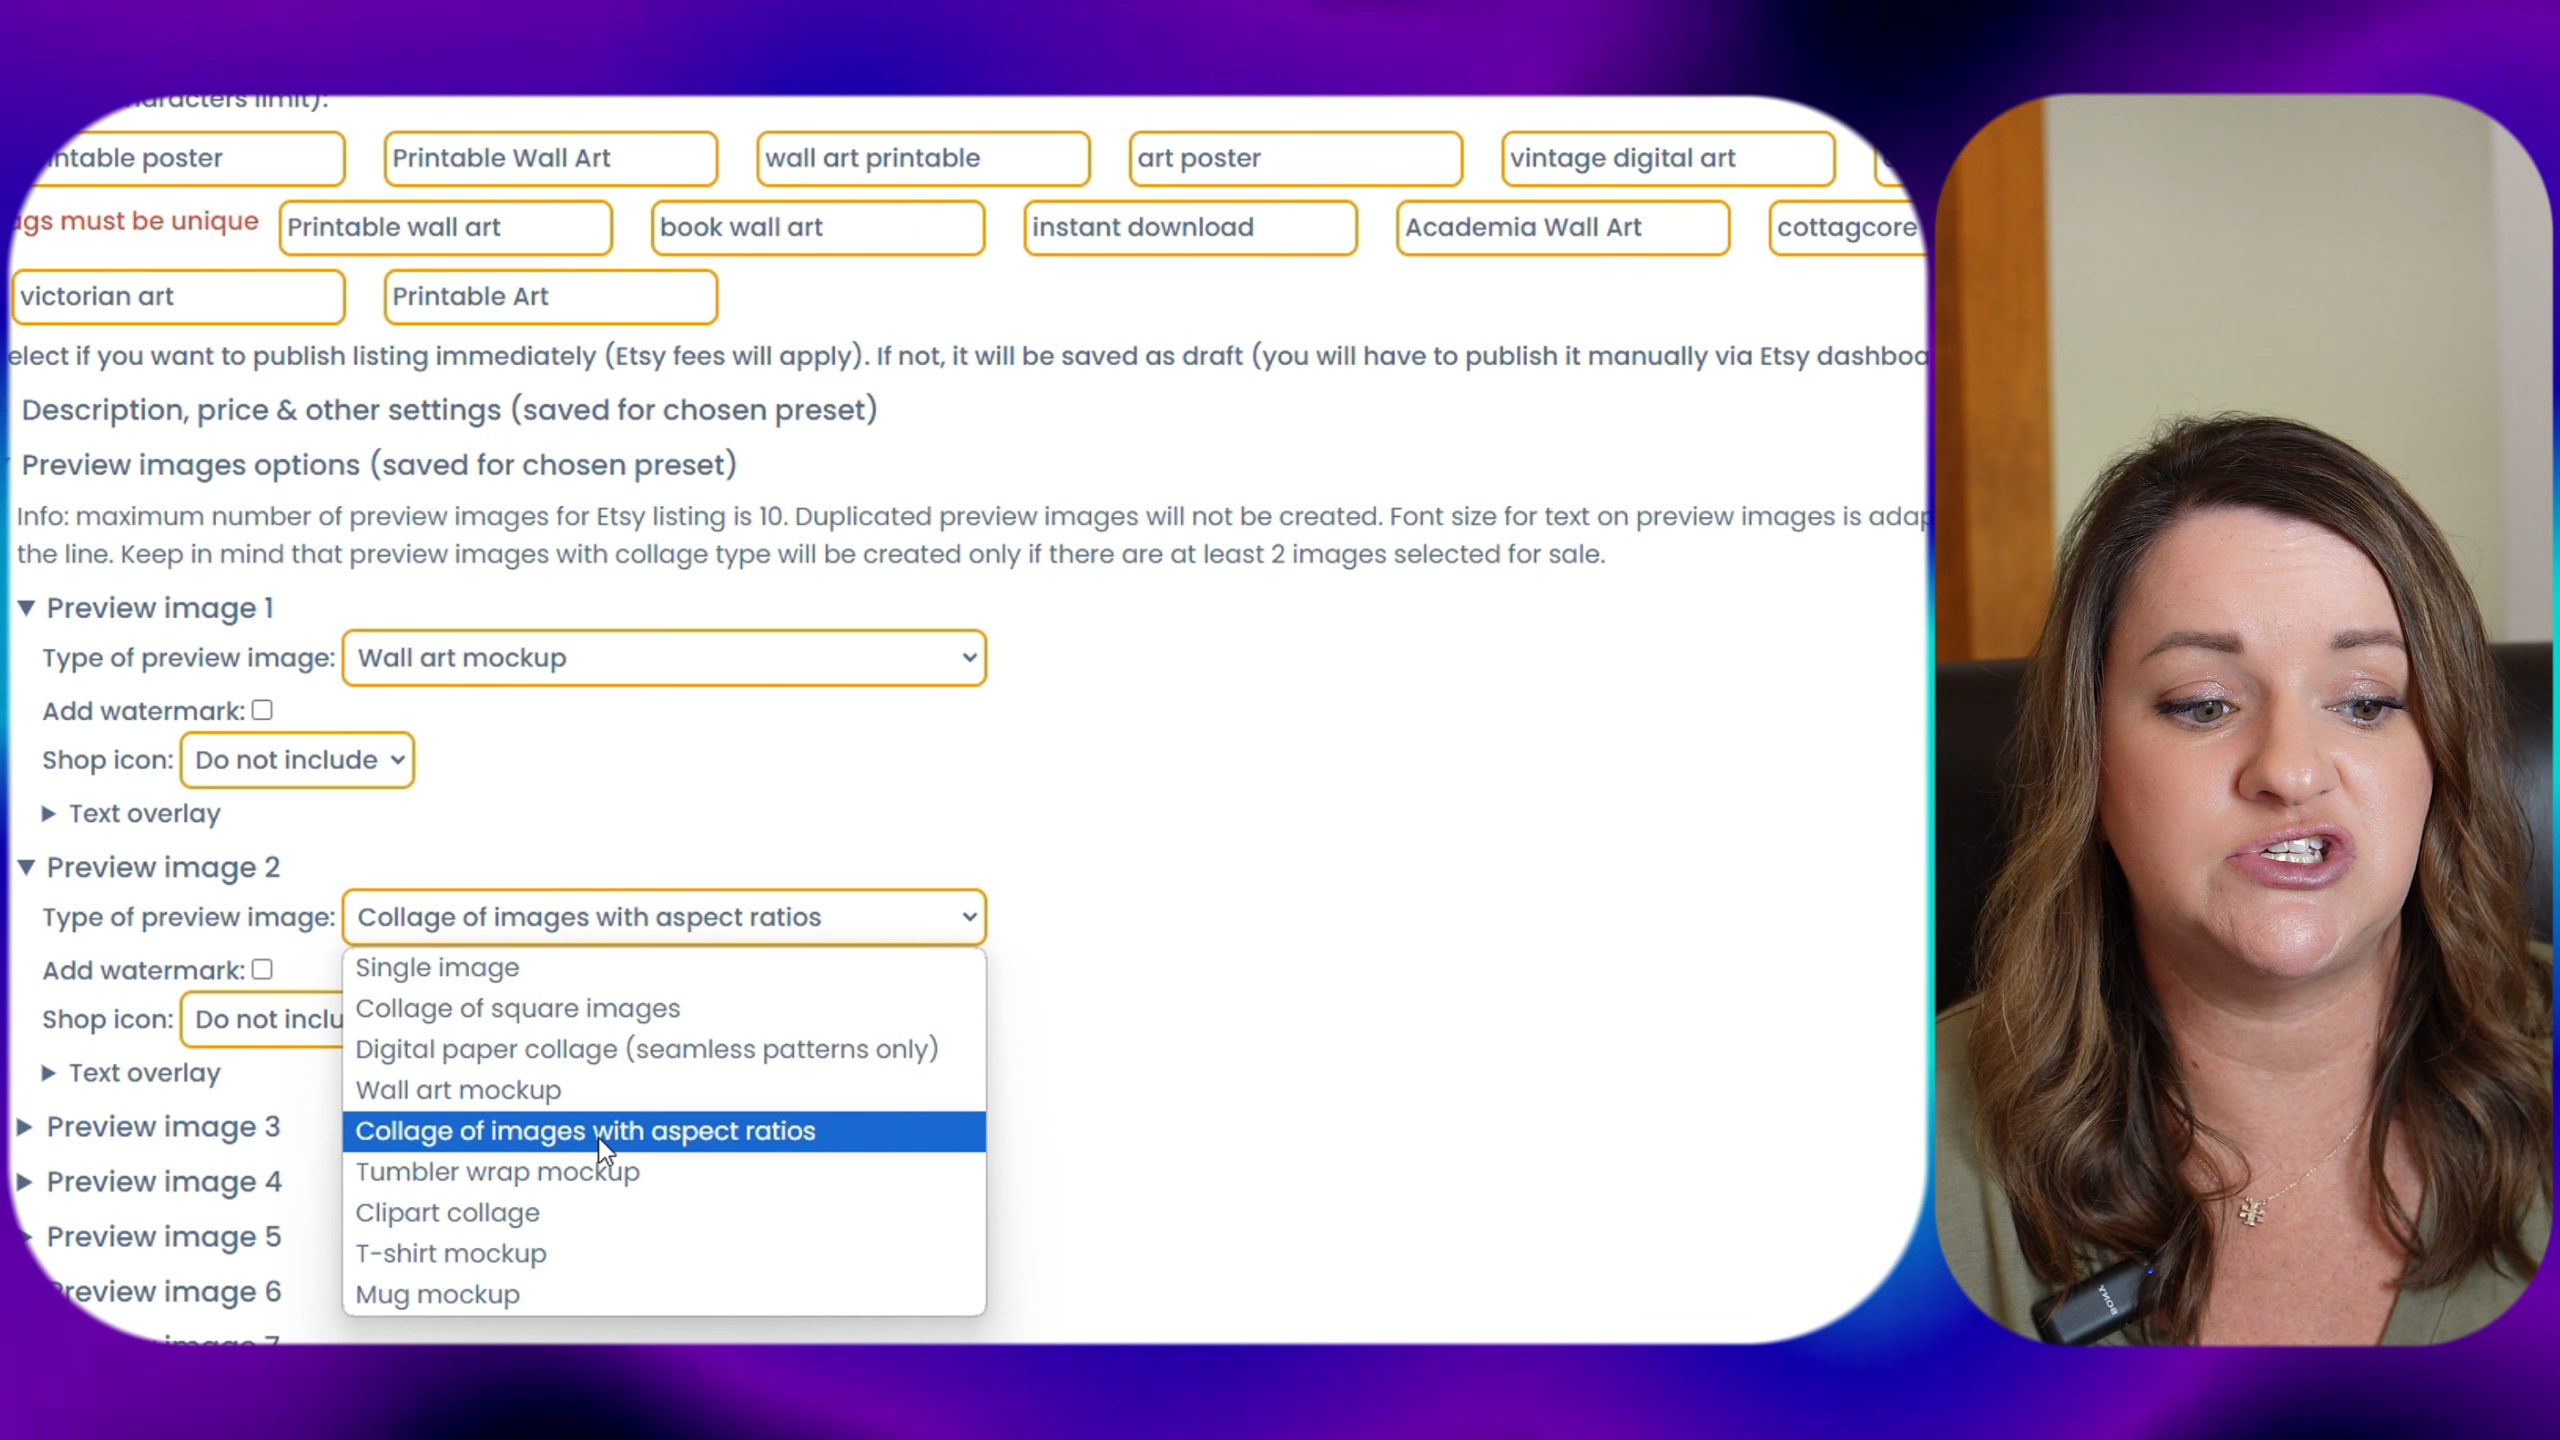 aracters limit):
ntable poster Printable Wall Art wall art printable art poster vintage digital art
gs must be unique Printable wall art book wall art instant download Academia Wall Art cottagcore
victorian art Printable Art
elect if you want to publish listing immediately (Etsy fees will apply). If not, it will be saved as draft (you will have to publish it manually via Etsy dashboa
Description, price & other settings (saved for chosen preset)
Preview images options (saved for chosen preset)
Info: maximum number of preview images for Etsy listing is 10. Duplicated preview images will not be created. Font size for text on preview images is adap
the line. Keep in mind that preview images with collage type will be created only if there are at least 2 images selected for sale.
Preview image 1
Type of preview image: Wall art mockup
Add watermark:
Shop icon: Do not include
Text overlay
Preview image 2
Type of preview image: Collage of images with aspect ratios
Single image
Add watermark:
Collage of square images
Shop icon: Do not inclu
Digital paper collage (seamless patterns only)
Text overlay
Wall art mockup
Preview image 3
Collage of images with aspect ratios
Tumbler wrap mockup
Preview image 4
Clipart collage
Preview image 5
T-shirt mockup
Preview image 6
Mug mockup
SONY